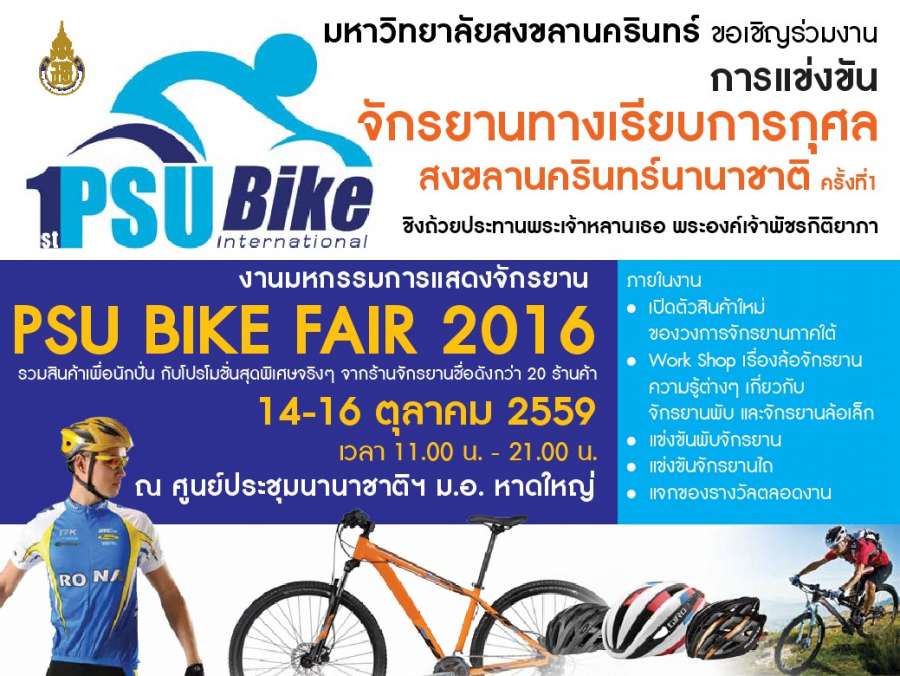 มหาวิทยาลัยสงขลานครินทร์ ขอเชิญร่วมงาน
การแข่งขัน
จักรยานทางเรียบการกุศล
สงขลานครินทร์นานาชาติ ครั้งที่1
ชิงถ้วยประทานพระเจ้าหลานเธอ พระองค์เจ้าพัชรกิติยาภา
1st PSU Bike
International
งานมหกรรมการแสดงจักรยาน
PSU BIKE FAIR 2016
รวมสินค้าเพื่อนักปั่น กับโปรโมชั่นสุดพิเศษจริงๆ จากร้านจักรยานชื่อดังกว่า 20 ร้านค้า
14-16 ตุลาคม 2559
เวลา 11.00 น. - 21.00 น.
ณ ศูนย์ประชุมนานาชาติฯ ม.อ. หาดใหญ่
ภายในงาน
● เปิดตัวสินค้าใหม่
ของวงการจักรยานภาคใต้
● Work Shop เรื่องล้อจักรยาน
ความรู้ต่างๆ เกี่ยวกับ
จักรยานพับ และจักรยานล้อเล็ก
● แข่งขันพับจักรยาน
● แข่งขันจักรยานไถ
● แจกของรางวัลตลอดงาน
RO NA
GIRO